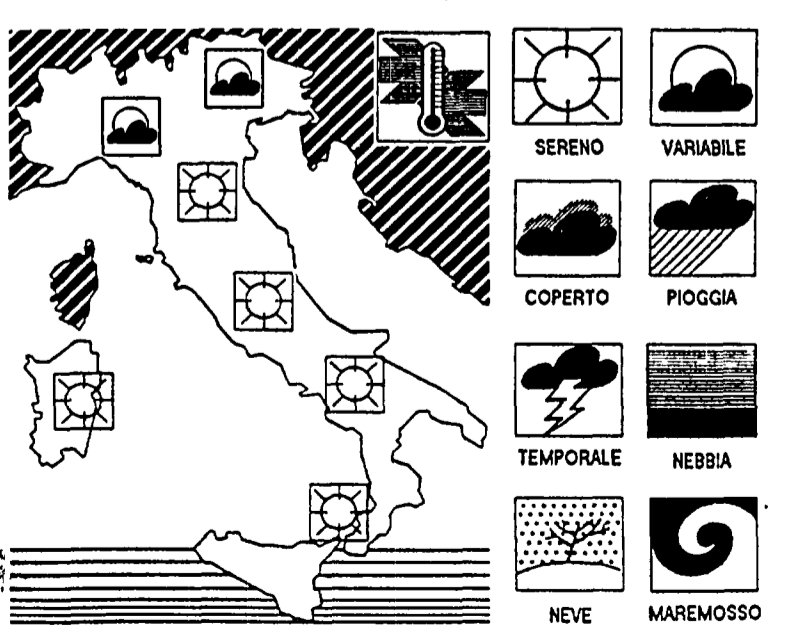 SERENO
VARIABILE
COPERTO
PIOGGIA
TEMPORALE
NEBBIA
NEVE
MAREMOSSO